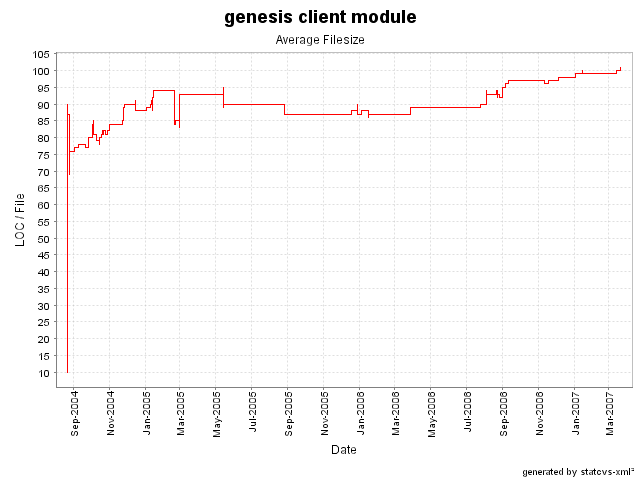 genesis client module
Average Filesize
105
100
95
90
85
80
75
70
65
60
55
50
45
40
35
30
25
20
15
10
LOC / File
Sep-2004
Nov-2004
Jan-2005
Mar-2005
May-2005
Jul-2005
Sep-2005
Nov-2005
Jan-2006
Mar-2006
May-2006
Jul-2006
Sep-2006
Nov-2006
Jan-2007
Mar-2007
Date
generated by statcvs-xml²